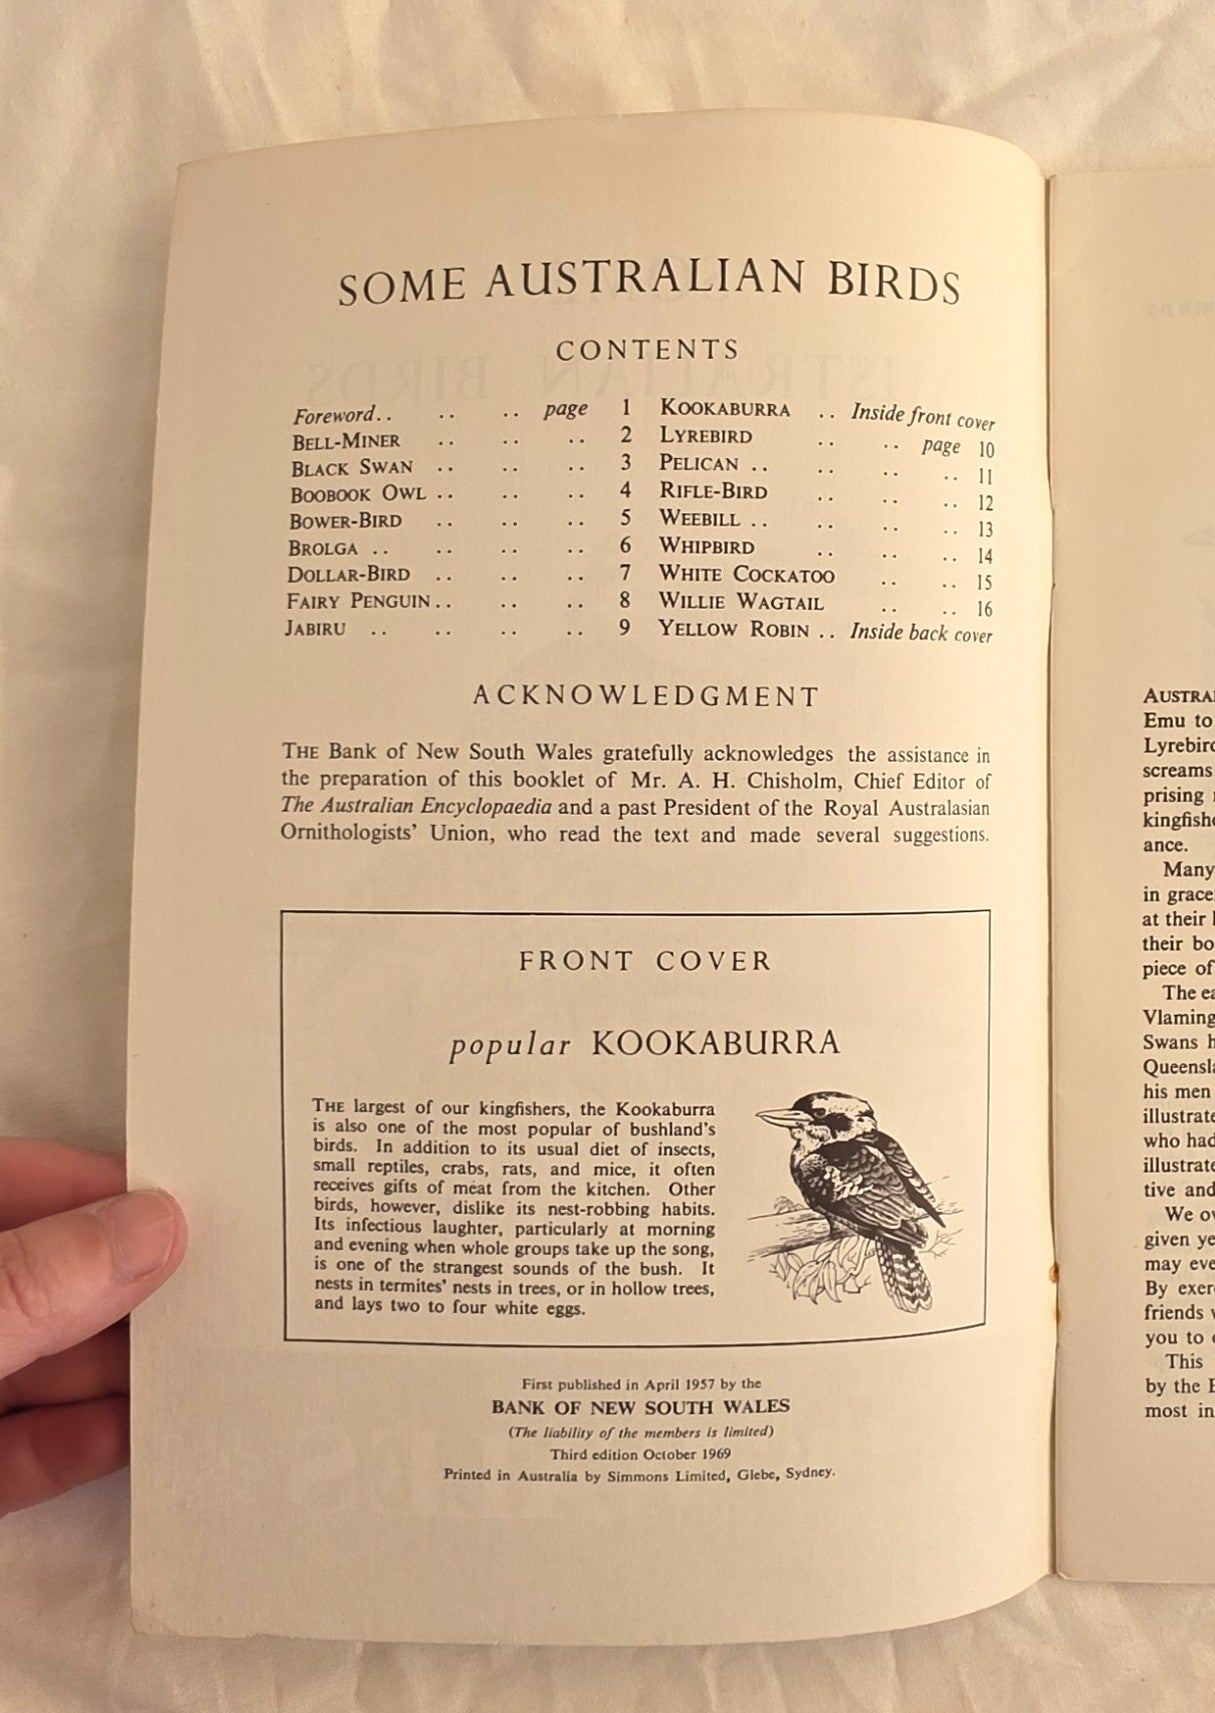 SOME AUSTRALIAN BIRDS
CONTENTS
Foreword . . . . . . page 1
BELL-MINER . . . . . . 2
BLACK SWAN . . . . . . 3
BOOBOOK OWL . . . . . . 4
BOWER-BIRD . . . . . . 5
BROLGA . . . . . . . . 6
DOLLAR-BIRD . . . . . . 7
FAIRY PENGUIN . . . . . . 8
JABIRU . . . . . . . . 9
KOOKABURRA . . Inside front cover
LYREBIRD . . . . page 10
PELICAN . . . . . . . . 11
RIFLE-BIRD . . . . . . 12
WEEBILL . . . . . . . . 13
WHIPBIRD . . . . . . 14
WHITE COCKATOO . . . . 15
WILLIE WAGTAIL . . . . 16
YELLOW ROBIN . . Inside back cover
ACKNOWLEDGMENT
THE Bank of New South Wales gratefully acknowledges the assistance in
the preparation of this booklet of Mr. A. H. Chisholm, Chief Editor of
The Australian Encyclopaedia and a past President of the Royal Australasian
Ornithologists' Union, who read the text and made several suggestions.
FRONT COVER
popular KOOKABURRA
THE largest of our kingfishers, the Kookaburra
is also one of the most popular of bushland's
birds. In addition to its usual diet of insects,
small reptiles, crabs, rats, and mice, it often
receives gifts of meat from the kitchen. Other
birds, however, dislike its nest-robbing habits.
Its infectious laughter, particularly at morning
and evening when whole groups take up the song,
is one of the strangest sounds of the bush. It
nests in termites' nests in trees, or in hollow trees,
and lays two to four white eggs.
First published in April 1957 by the
BANK OF NEW SOUTH WALES
(The liability of the members is limited)
Third edition October 1969
Printed in Australia by Simmons Limited, Glebe, Sydney.
Emu to
screams
prising
ance.
Many
in
at their
their
piece of
The
Swans
his men
who had
tive and
We
given
may
By
friends
you to
This
by the
most in